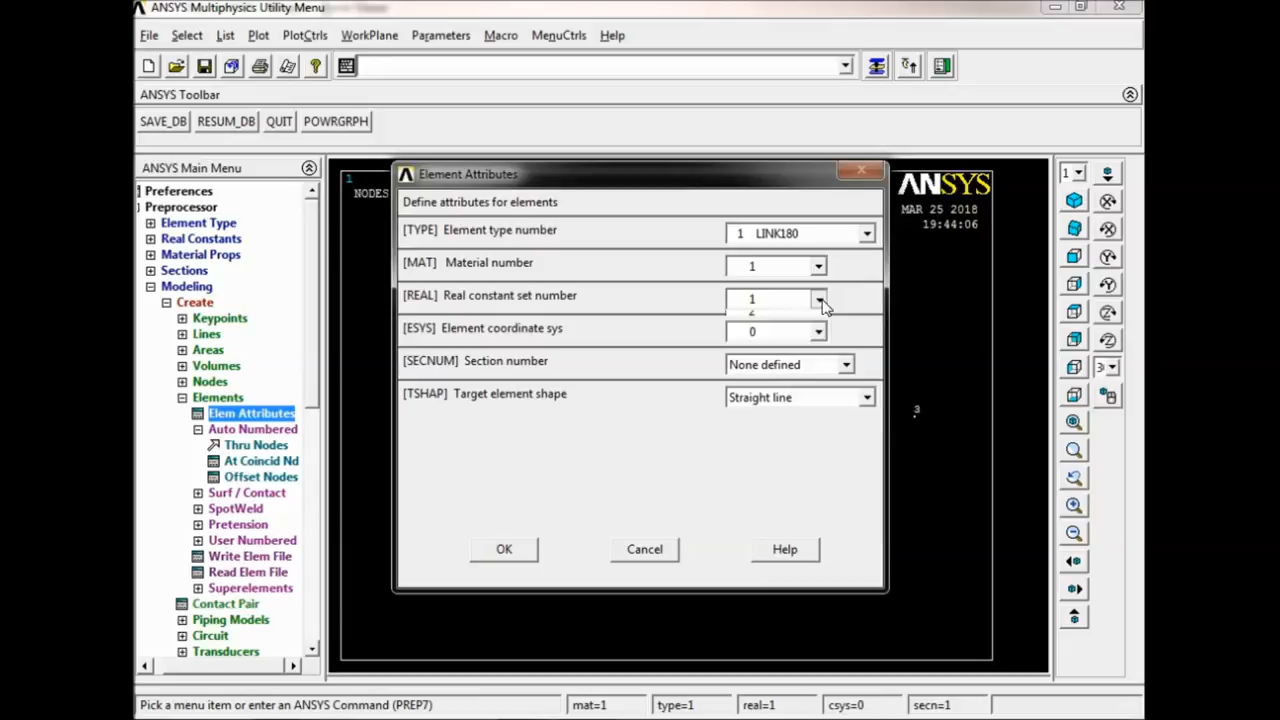 ANSYS Multiphysics Utility Menu
File Select List Plot PlotCtrls WorkPlane Parameters Macro MenuCtrls Help
ANSYS Toolbar
SAVE_DB RESUM_DB QUIT POWRGRPH
ANSYS Main Menu
Preferences
Preprocessor
Element Type
Real Constants
Material Props
Sections
Modeling
Create
Keypoints
Lines
Areas
Volumes
Nodes
Elements
Elem Attributes
Auto Numbered
Thru Nodes
At Coincid Nd
Offset Nodes
Surf / Contact
SpotWeld
Pretension
User Numbered
Write Elem File
Read Elem File
Superelements
Contact Pair
Piping Models
Circuit
Transducers
1
NODES
Element Attributes
Define attributes for elements
[TYPE] Element type number 1 LINK180
[MAT] Material number 1
[REAL] Real constant set number 1
[ESYS] Element coordinate sys 0
[SECNUM] Section number None defined
[TSHAP] Target element shape Straight line
OK Cancel Help
ANSYS
MAR 25 2018
19:44:06
3
1
3
Pick a menu item or enter an ANSYS Command (PREP7) mat=1 type=1 real=1 csys=0 secn=1